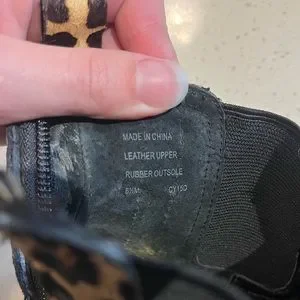 MADE IN CHINA
LEATHER UPPER
RUBBER OUTSOLE